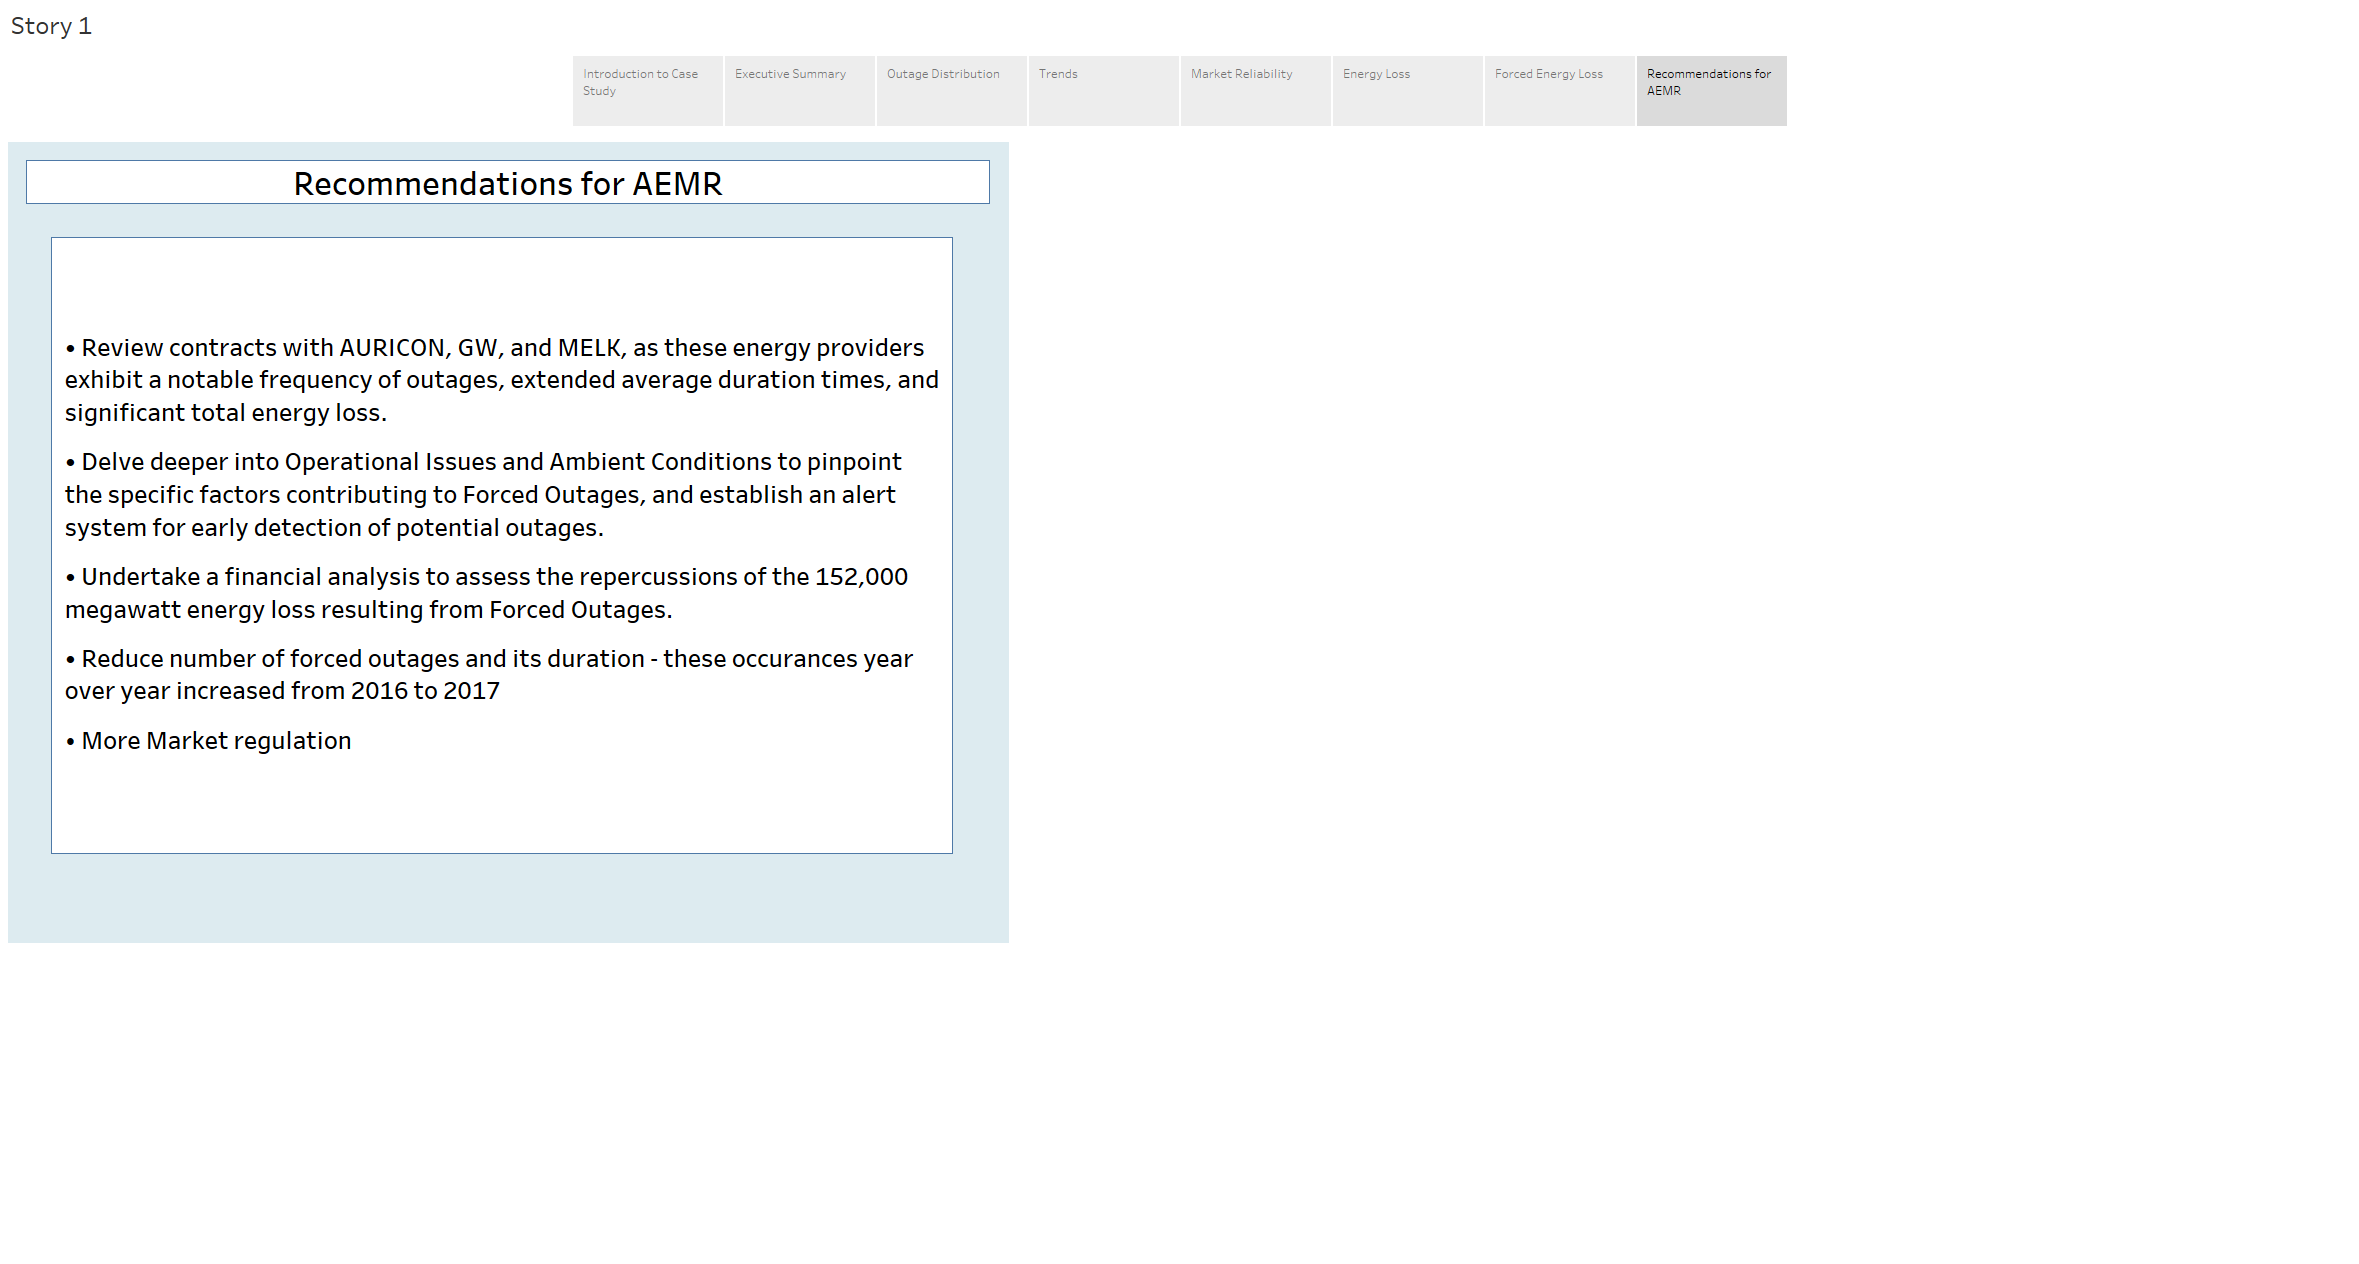 Story 1
Introduction to Case
Study
Executive Summary
Outage Distribution
Trends
Market Reliability
Energy Loss
Forced Energy Loss
Recommendations for
AEMR
Recommendations for AEMR
• Review contracts with AURICON, GW, and MELK, as these energy providers
exhibit a notable frequency of outages, extended average duration times, and
significant total energy loss.
• Delve deeper into Operational Issues and Ambient Conditions to pinpoint
the specific factors contributing to Forced Outages, and establish an alert
system for early detection of potential outages.
• Undertake a financial analysis to assess the repercussions of the 152,000
megawatt energy loss resulting from Forced Outages.
• Reduce number of forced outages and its duration - these occurances year
over year increased from 2016 to 2017
• More Market regulation